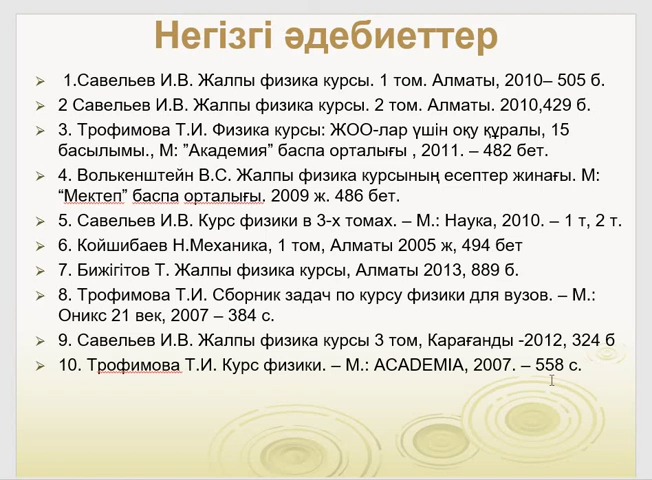 Негізгі әдебиеттер
1.Савельев И.В. Жалпы физика курсы. 1 том. Алматы, 2010– 505 б.
2 Савельев И.В. Жалпы физика курсы. 2 том. Алматы. 2010,429 б.
3. Трофимова Т.И. Физика курсы: ЖОО-лар үшін оқу құралы, 15
басылымы., М: ”Академия” баспа орталығы , 2011. – 482 бет.
4. Волькенштейн В.С. Жалпы физика курсының есептер жинағы. М:
“Мектеп” баспа орталығы. 2009 ж. 486 бет.
5. Савельев И.В. Курс физики в 3-х томах. – М.: Наука, 2010. – 1 т, 2 т.
6. Койшибаев Н.Механика, 1 том, Алматы 2005 ж, 494 бет
7. Бижігітов Т. Жалпы физика курсы, Алматы 2013, 889 б.
8. Трофимова Т.И. Сборник задач по курсу физики для вузов. – М.:
Оникс 21 век, 2007 – 384 с.
9. Савельев И.В. Жалпы физика курсы 3 том, Карағанды -2012, 324 б
10. Трофимова Т.И. Курс физики. – М.: ACADEMIA, 2007. – 558 с.